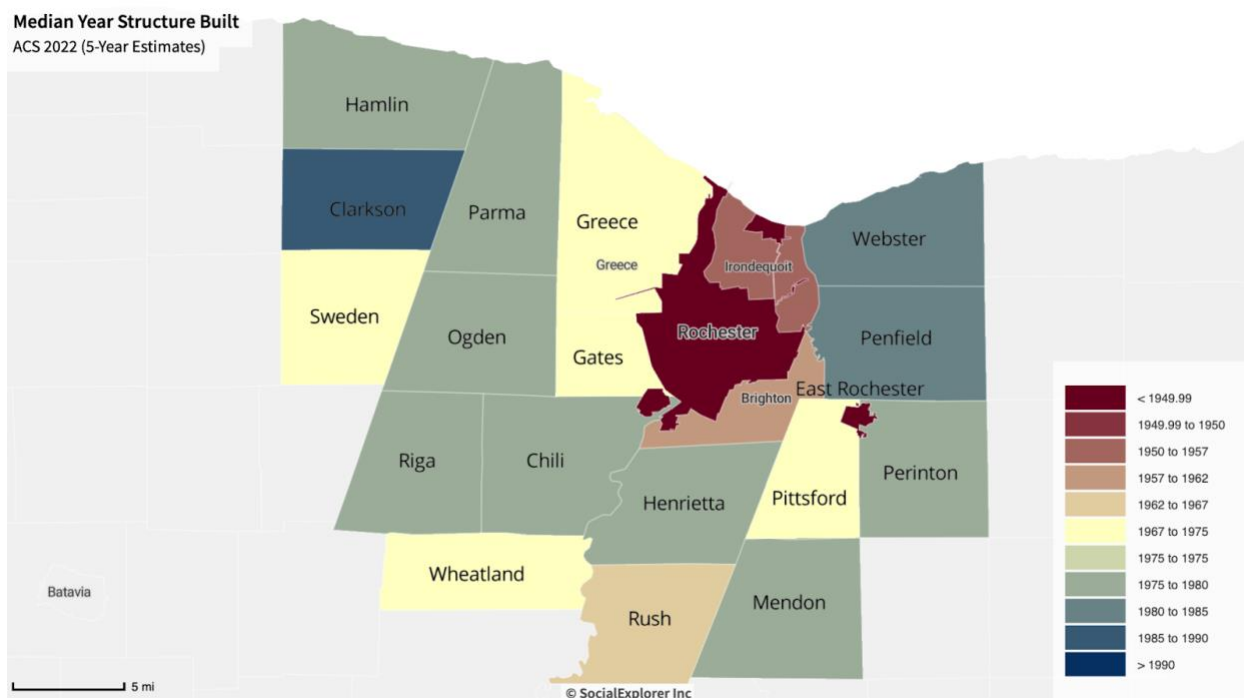 Median Year Structure Built
ACS 2022 (5-Year Estimates)
Hamlin
Clarkson
Parma
Greece
Greece
Irondequoit
Webster
Sweden
Ogden
Gates
Rochester
Penfield
Brighton
East Rochester
Riga
Chili
Henrietta
Pittsford
Perinton
Wheatland
Rush
Mendon
Batavia
< 1949.99
1949.99 to 1950
1950 to 1957
1957 to 1962
1962 to 1967
1967 to 1975
1975 to 1975
1975 to 1980
1980 to 1985
1985 to 1990
> 1990
5 mi
© SocialExplorer Inc